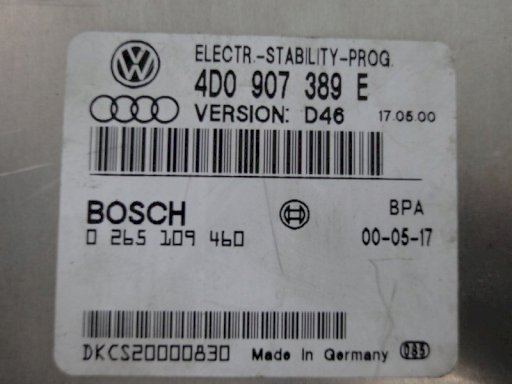 ELECTR.-STABILITY-PROG.
4D0 907 389 E
VERSION: D46 17.05.00
BOSCH BPA
0 265 109 460 00-05-17
DKCS20000830 Made in Germany 085